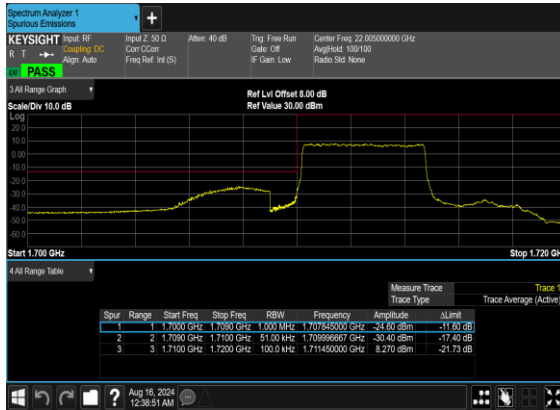 Spectrum Analyzer 1
Spurious Emissions
+
KEYSIGHT Input: RF Input Z: 50 Ω Atten: 40 dB Trig: Free Run Center Freq: 22.005000000 GHz
R T Coupling: DC Corr CCorr Gate: Off Avg|Hold: 100/100
Align: Auto Freq Ref: Int (S) IF Gain: Low Radio Std: None
LXI PASS
3 All Range Graph
Ref Lvl Offset 8.00 dB
Scale/Div 10.0 dB Ref Value 30.00 dBm
Log
20.0
10.0
0.00
-10.0
-20.0
-30.0
-40.0
-50.0
-60.0
Start 1.700 GHz Stop 1.720 GH
4 All Range Table
Measure Trace Trace 1
Trace Type Trace Average (Active)
Spur Range Start Freq Stop Freq RBW Frequency Amplitude ΔLimit
1 1 1.7000 GHz 1.7090 GHz 1.000 MHz 1.707845000 GHz -24.60 dBm -11.60 dB
2 2 1.7090 GHz 1.7100 GHz 51.00 kHz 1.709996667 GHz -30.40 dBm -17.40 dB
3 3 1.7100 GHz 1.7200 GHz 100.0 kHz 1.711450000 GHz 8.270 dBm -21.73 dB
?
Aug 16, 2024
12:38:51 AM